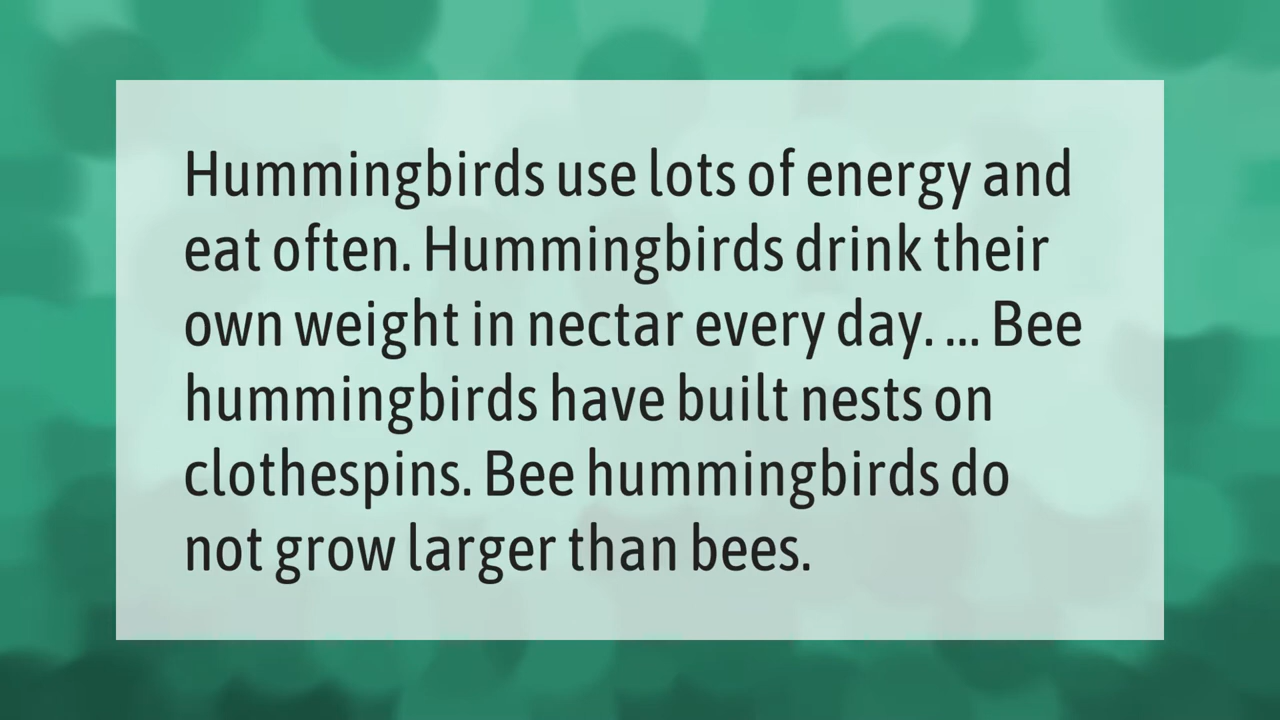 Hummingbirds use lots of energy and
eat often. Hummingbirds drink their
own weight in nectar every day. ... Bee
hummingbirds have built nests on
clothespins. Bee hummingbirds do
not grow larger than bees.